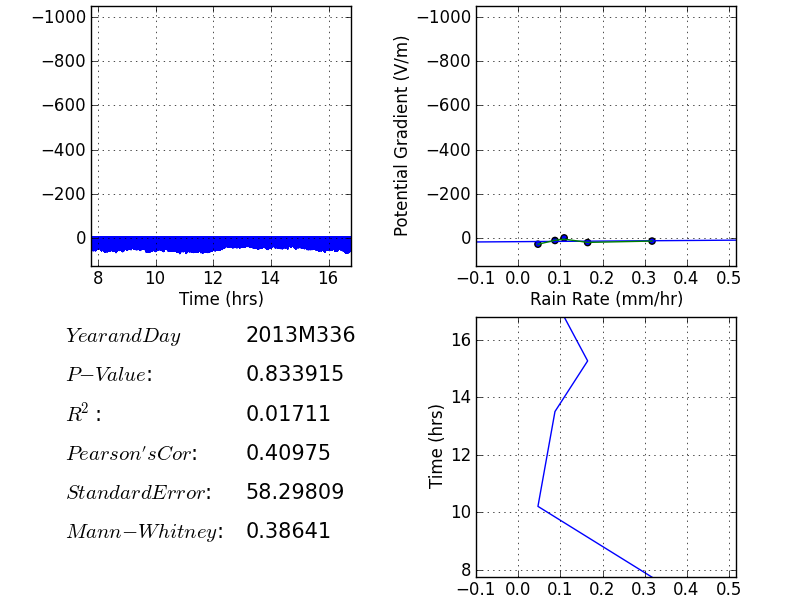 −1000
−800
−600
−400
−200
0
8 10 12 14 16
Time (hrs)
Potential Gradient (V/m)
−1000
−800
−600
−400
−200
0
−0.1 0.0 0.1 0.2 0.3 0.4 0.5
Rain Rate (mm/hr)
YearandDay 2013M336
P−Value: 0.833915
R²: 0.01711
Pearson'sCor: 0.40975
StandardError: 58.29809
Mann−Whitney: 0.38641
Time (hrs)
16
14
12
10
8
−0.1 0.0 0.1 0.2 0.3 0.4 0.5